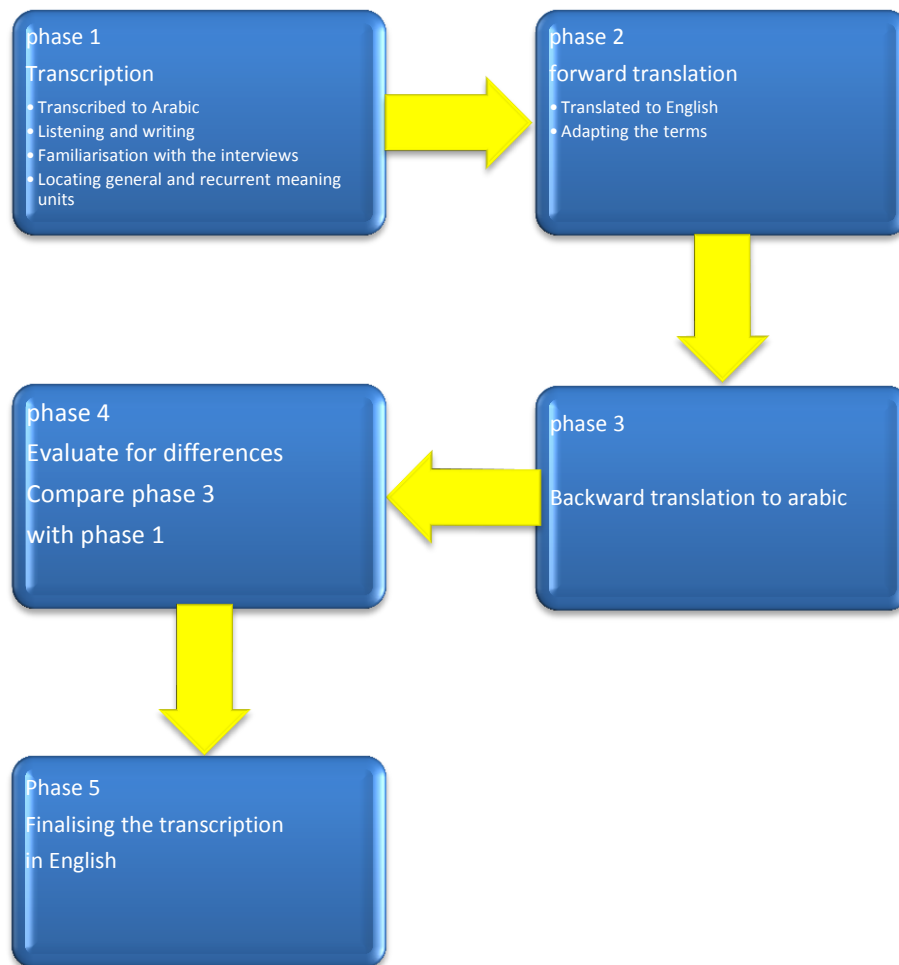 phase 1
Transcription
• Transcribed to Arabic
• Listening and writing
• Familiarisation with the interviews
• Locating general and recurrent meaning
units
phase 2
forward translation
• Translated to English
• Adapting the terms
phase 3
Backward translation to arabic
phase 4
Evaluate for differences
Compare phase 3
with phase 1
Phase 5
Finalising the transcription
in English